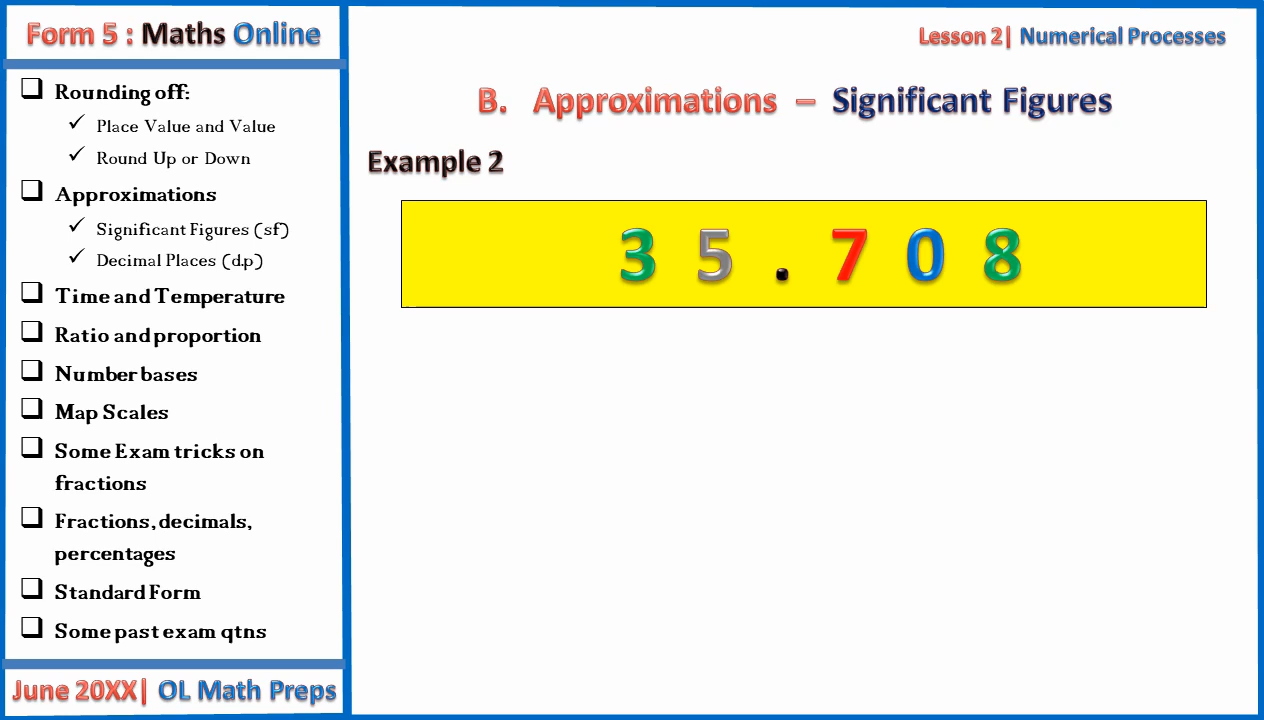 Form 5 : Maths Online
Rounding off:
Place Value and Value
Round Up or Down
Approximations
Significant Figures (sf)
Decimal Places (d.p)
Time and Temperature
Ratio and proportion
Number bases
Map Scales
Some Exam tricks on
fractions
Fractions, decimals,
percentages
Standard Form
Some past exam qtns
June 20XX| OL Math Preps
Lesson 2| Numerical Processes
B. Approximations – Significant Figures
Example 2
3 5 . 7 0 8